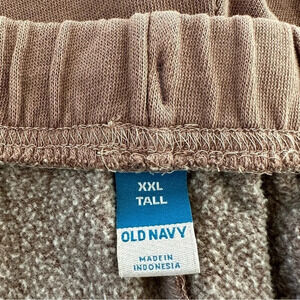 XXL
TALL
OLD NAVY
MADE IN
INDONESIA